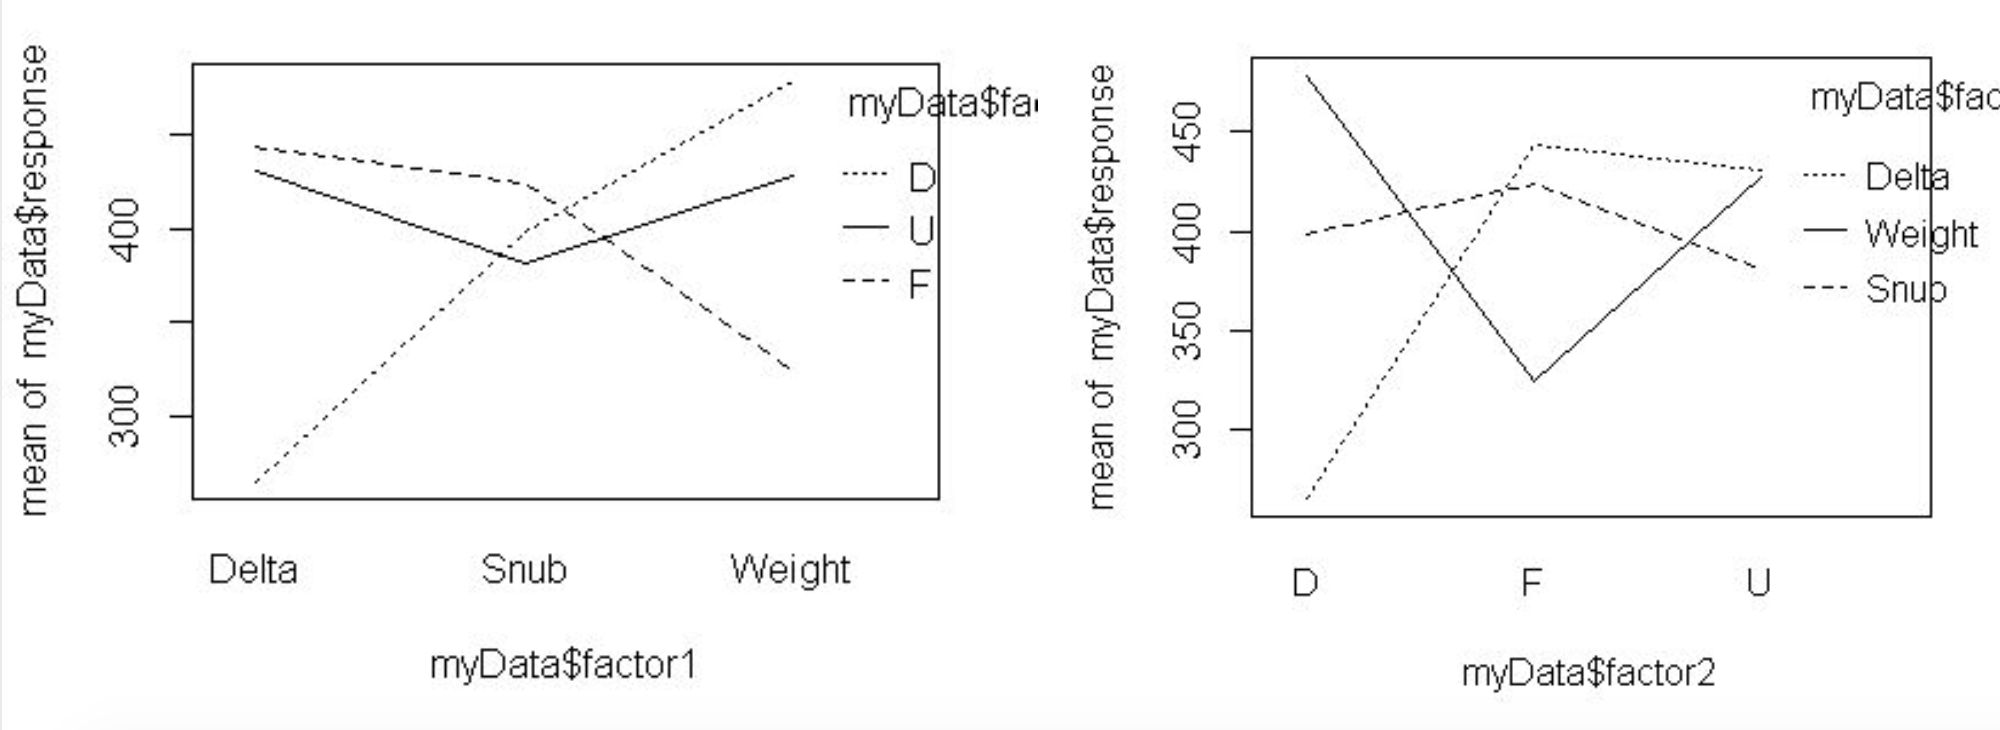 mean of myData$response
400
300
myData$fa
D
U
F
Delta Snub Weight
myData$factor1
mean of myData$response
450
400
350
300
myData$fac
Delta
Weight
Snub
D F U
myData$factor2